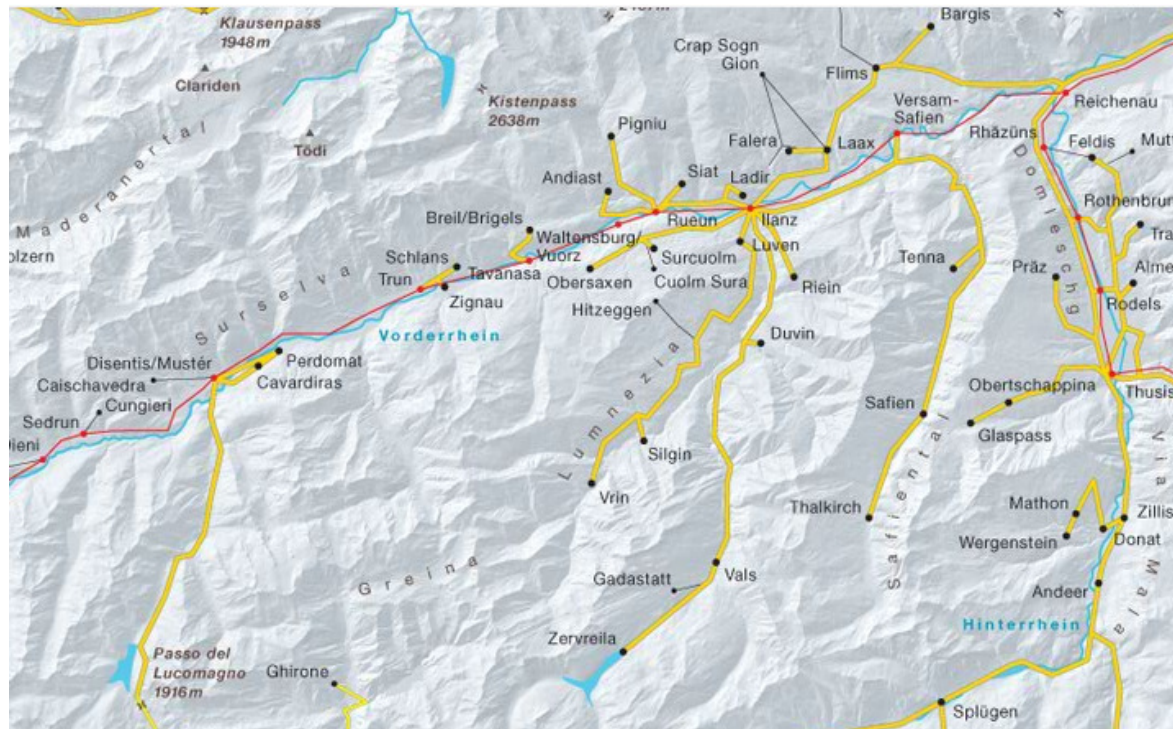 Klausenpass
1948m
Clariden
Tödi
Kistenpass
2638m
Maderanertal
Crap Sogn
Gion
Bargis
Flims
Versam-
Safien
Reichenau
Pigniu
Falera
Laax
Rhäzüns
Feldis
Andiast
Siat
Ladir
Domleschg
Breil/Brigels
Rueun
Ilanz
Waltensburg/
Vuorz
Surcuolm
Luven
Schlans
Tavanasa
Trun
Zignau
Obersaxen
Cuolm Sura
Riein
Tenna
Präz
Rodels
Hitzeggen
Surselva
Vorderrhein
Duvin
Disentis/Mustér
Perdomat
Cavardiras
Caischavedra
Cungieri
Sedrun
Lumnezia
Obertschappina
Thusis
Safien
Glaspass
Silgin
Vrin
Thalkirch
Safiental
Mathon
Zillis
Wergenstein
Donat
Via Mala
Greina
Gadastatt
Vals
Andeer
Hinterrhein
Zervreila
Passo del
Lucomagno
1916m
Ghirone
Splügen